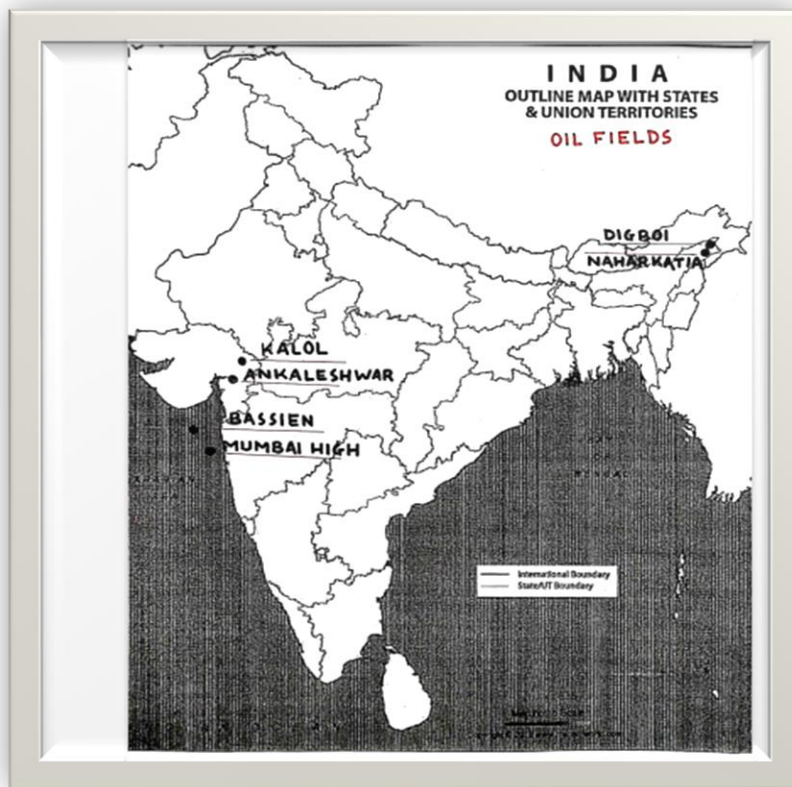 INDIA
OUTLINE MAP WITH STATES
& UNION TERRITORIES
OIL FIELDS
DIGBOI
NAHARKATIA
KALOL
ANKALESHWAR
BASSIEN
MUMBAI HIGH
International Boundary
State/UT Boundary